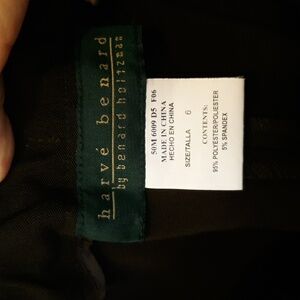 harvé benard
by benard holtzman
50M 6009 D5 F06
MADE IN CHINA
HECHO EN CHINA
SIZE/TALLA 6
CONTENTS:
95% POLYESTER/POLIESTER
5% SPANDEX